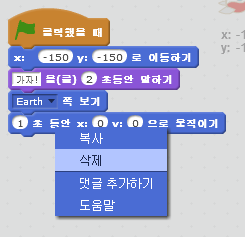 클릭했을 때
x: -150 y: -150 로 이동하기
가자! 을(를) 2 초동안 말하기
Earth 쪽 보기
1 초 동안 x: 0 y: 0 으로 움직이기
복사
삭제
댓글 추가하기
도움말
x: -1
y: -1